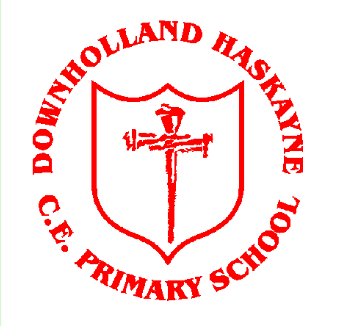 DOWNHOLLAND HASKAYNE
C.E. PRIMARY SCHOOL